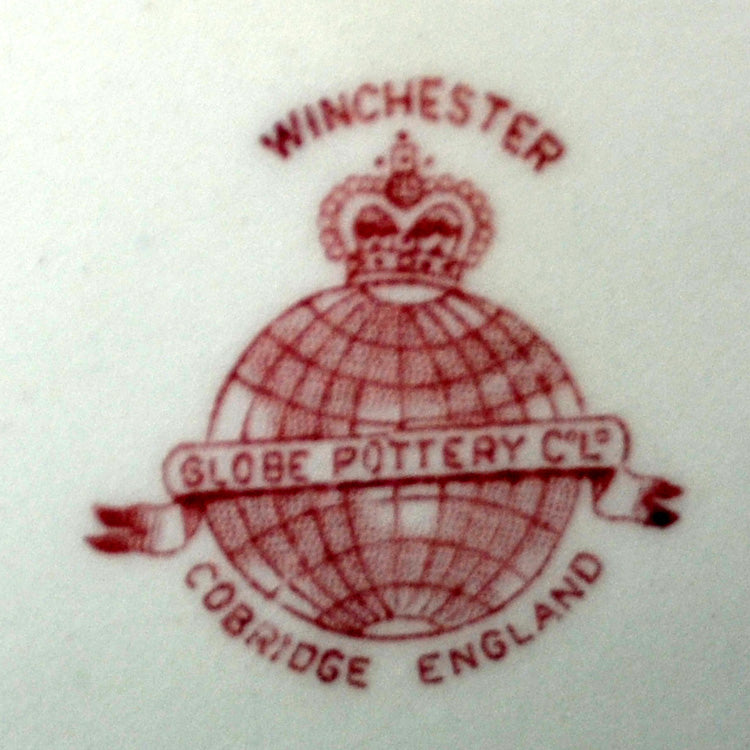 WINCHESTER
GLOBE POTTERY Cº Lᴰ
COBRIDGE ENGLAND